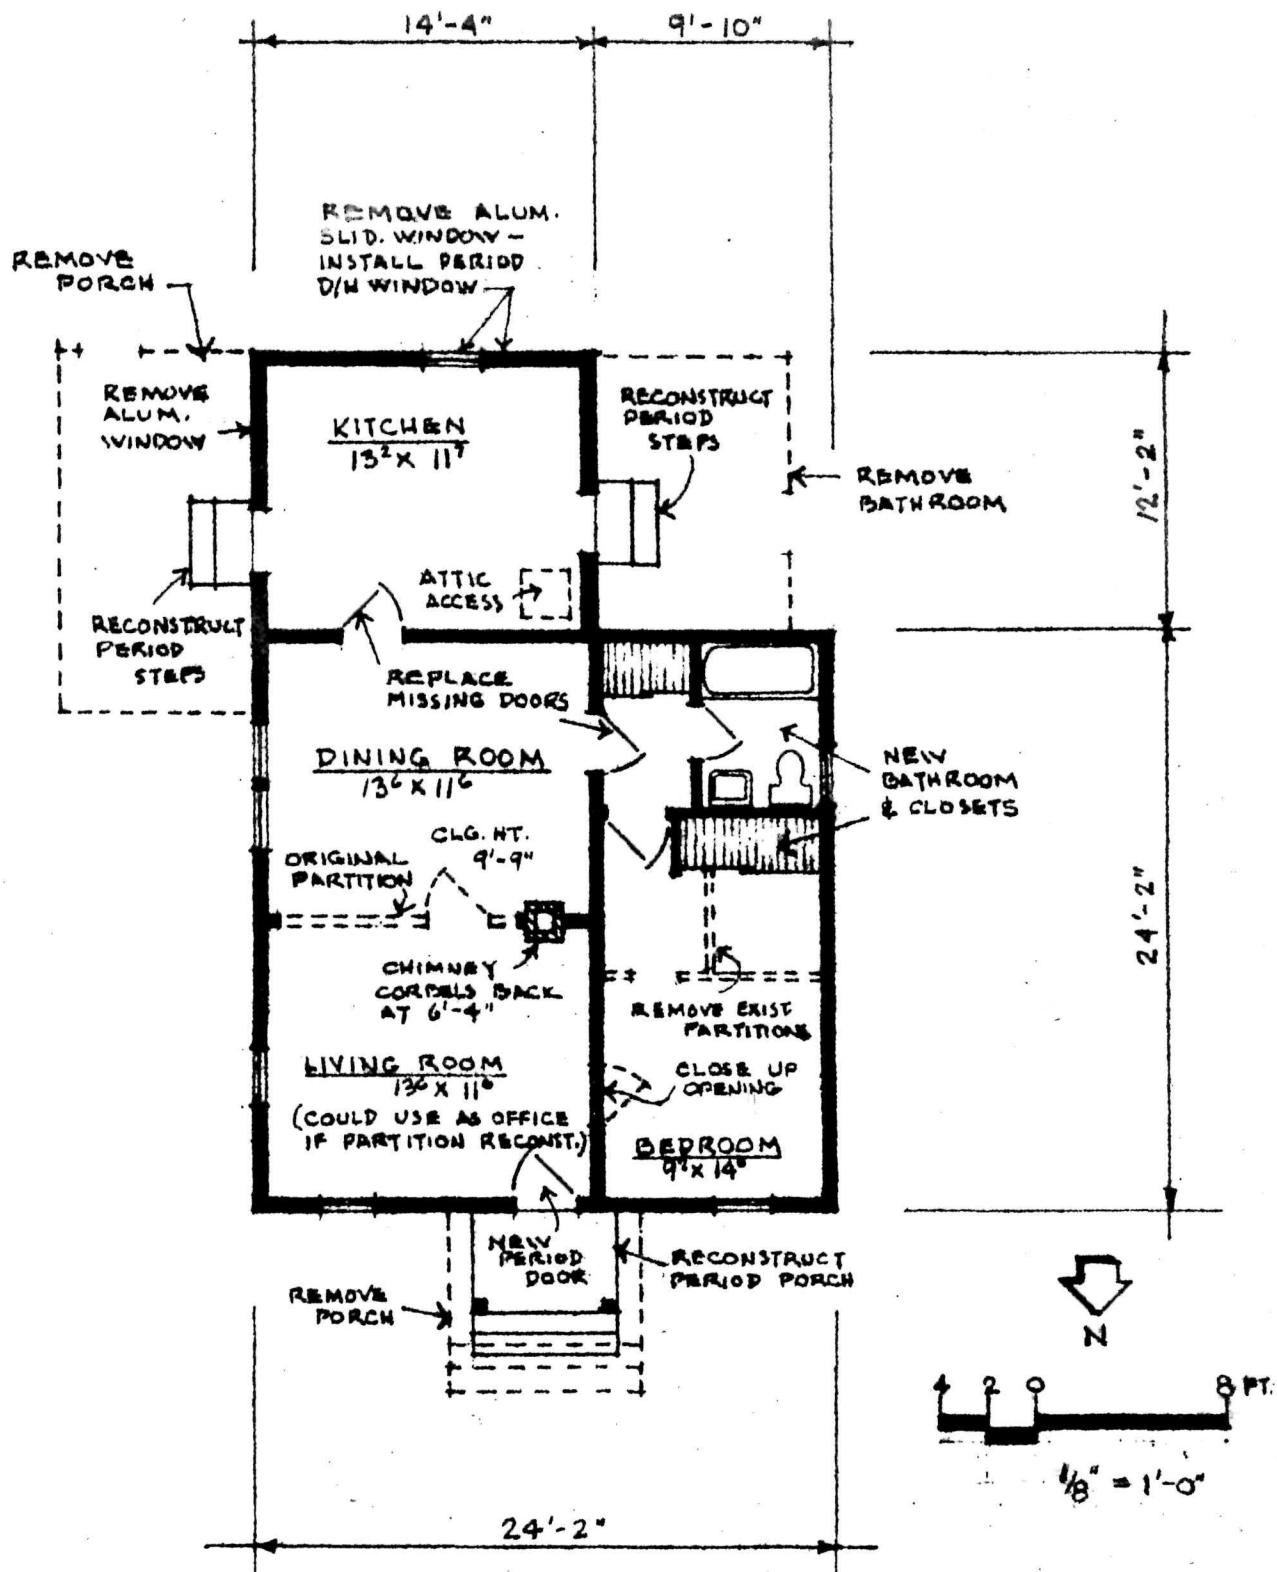 14'-4"
9'-10"
REMOVE ALUM.
SLID. WINDOW –
INSTALL PERIOD
D/H WINDOW
REMOVE
PORCH
REMOVE
ALUM.
WINDOW
KITCHEN
13² X 11⁷
RECONSTRUCT
PERIOD
STEPS
REMOVE
BATHROOM
12'-2"
ATTIC
ACCESS
RECONSTRUCT
PERIOD
STEPS
REPLACE
MISSING DOORS
DINING ROOM
13⁶ X 11⁶
NEW
BATHROOM
& CLOSETS
CLG. HT.
9'-9"
ORIGINAL
PARTITION
24'-2"
CHIMNEY
CORBELS BACK
AT 6'-4"
REMOVE EXIST
PARTITIONS
LIVING ROOM
13⁶ X 11⁶
(COULD USE AS OFFICE
IF PARTITION RECONST.)
CLOSE UP
OPENING
BEDROOM
X
NEW
PERIOD
DOOR
RECONSTRUCT
PERIOD PORCH
REMOVE
PORCH
N
4 2 0 8 FT.
1/8" = 1'-0"
24'-2"